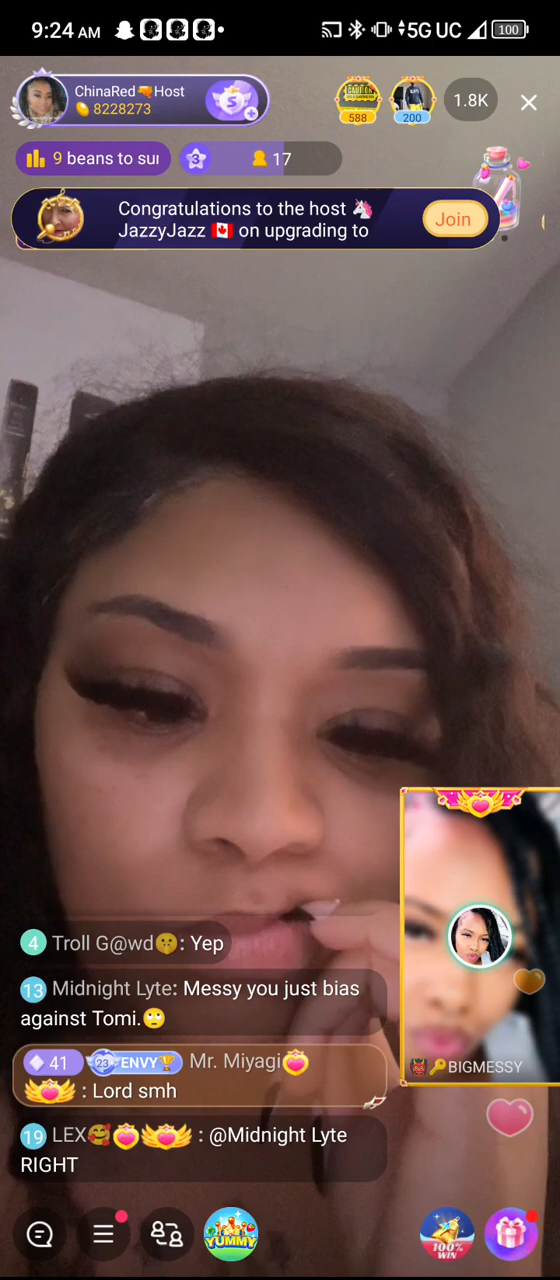 9:24 AM
5G UC
100
ChinaRed🔫Host
8228273
S
588
200
1.8K
9 beans to sur
3
17
Congratulations to the host 🦄
JazzyJazz 🇨🇦 on upgrading to
Join
4 Troll G@wd🤫: Yep
13 Midnight Lyte: Messy you just bias
against Tomi.🙄
41 23 ENVY🏆 Mr. Miyagi
: Lord smh
19 LEX🥰 : @Midnight Lyte
RIGHT
👹🔑BIGMESSY
YUMMY
100%
WIN